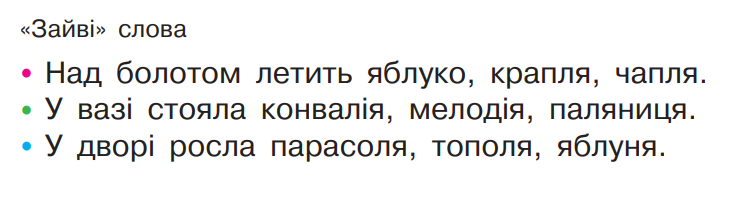 «Зайві» слова
• Над болотом летить яблуко, крапля, чапля.
• У вазі стояла конвалія, мелодія, паляниця.
• У дворі росла парасоля, тополя, яблуня.